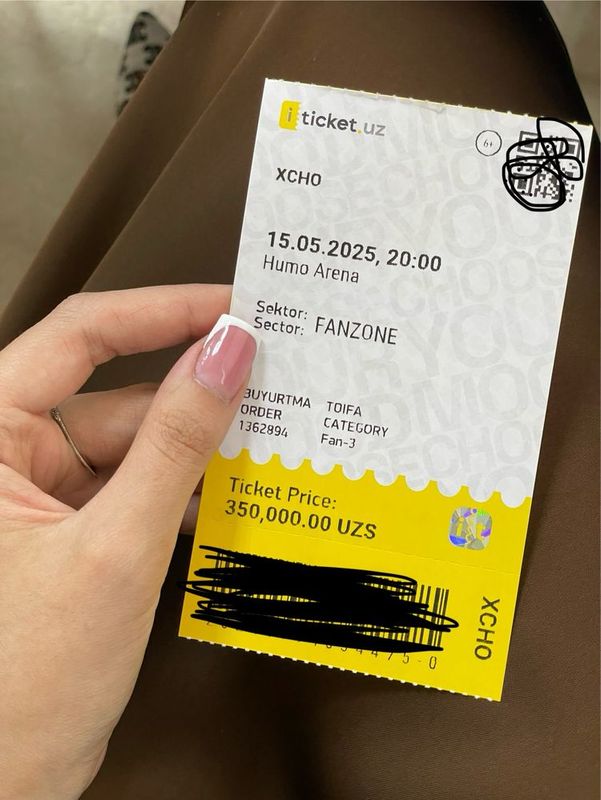 iticket.uz
6+
XCHO
15.05.2025, 20:00
Humo Arena
Sektor:
Sector: FANZONE
BUYURTMA TOIFA
ORDER CATEGORY
1362894 Fan-3
Ticket Price:
350,000.00 UZS
XCHO